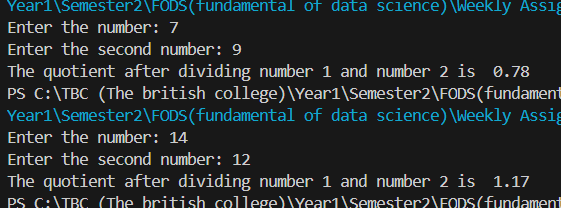 Year1\Semester2\FODS(fundamental of data science)\Weekly Assig
Enter the number: 7
Enter the second number: 9
The quotient after dividing number 1 and number 2 is  0.78
PS C:\TBC (The british college)\Year1\Semester2\FODS(fundament
Year1\Semester2\FODS(fundamental of data science)\Weekly Assig
Enter the number: 14
Enter the second number: 12
The quotient after dividing number 1 and number 2 is  1.17
PS C:\TBC (The british college)\Year1\Semester2\FODS(fundament